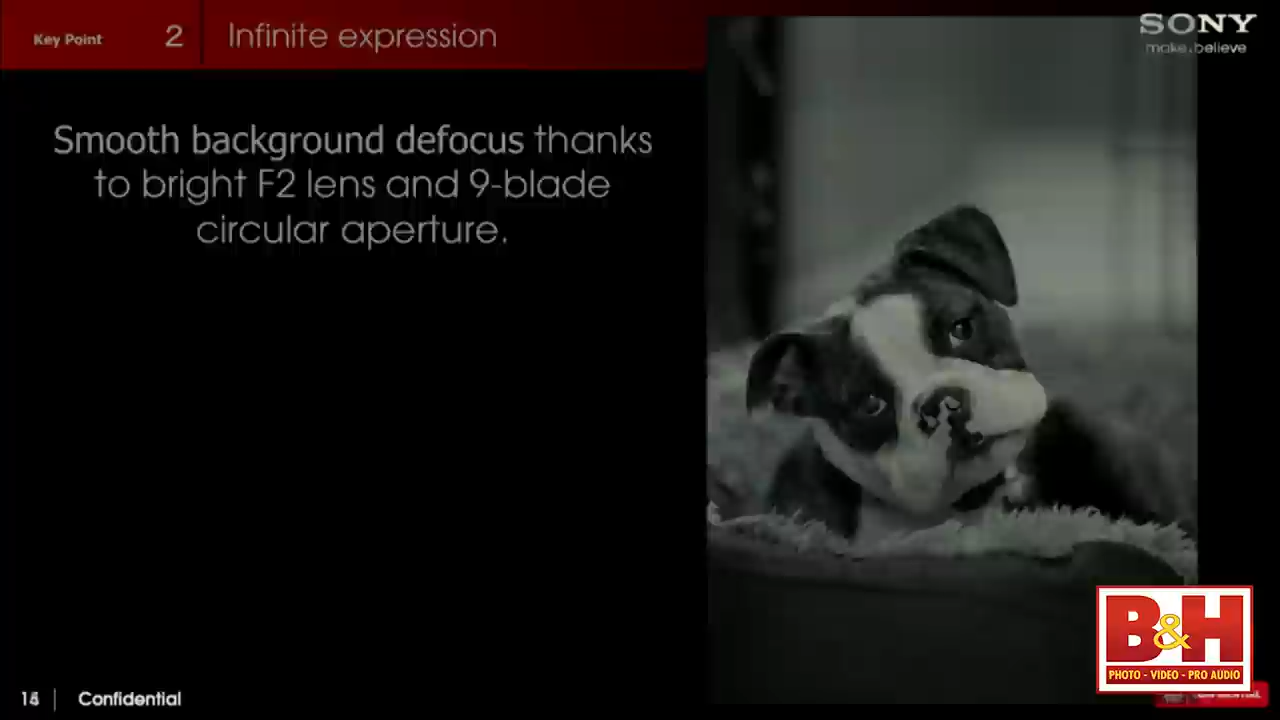 Key Point 2 Infinite expression
SONY
make.believe
Smooth background defocus thanks
to bright F2 lens and 9-blade
circular aperture.
B&H
PHOTO - VIDEO - PRO AUDIO
Confidential